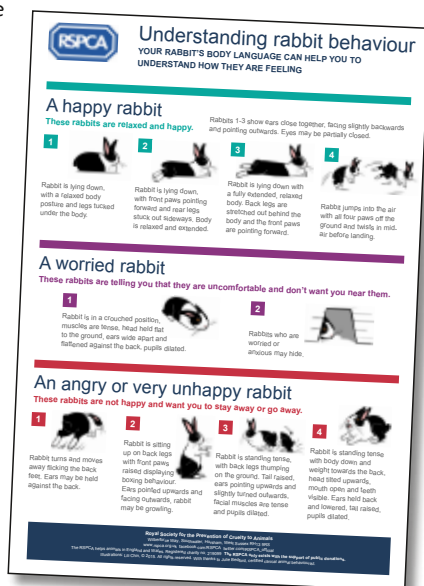 e
RSPCA
Understanding rabbit behaviour
YOUR RABBIT'S BODY LANGUAGE CAN HELP YOU TO
UNDERSTAND HOW THEY ARE FEELING
A happy rabbit
These rabbits are relaxed and happy.
Rabbits 1-3 show ears close together, facing slightly backwards
and pointing outwards. Eyes may be partially closed.
1
Rabbit is lying down,
with a relaxed body
posture and legs tucked
under the body.
2
Rabbit is lying down,
with front paws pointing
forward and rear legs
stuck out sideways. Body
is relaxed and extended.
3
Rabbit is lying down with
a fully extended, relaxed
body. Back legs are
stretched out behind the
body and the front paws
are pointing forward.
4
Rabbit jumps into the air
with all four paws off the
ground and twists in mid-
air before landing.
A worried rabbit
These rabbits are telling you that they are uncomfortable and don't want you near them.
1
Rabbit is in a crouched position,
muscles are tense, head held flat
to the ground, ears wide apart and
flattened against the back, pupils dilated.
2
Rabbits who are
worried or
anxious may hide.
An angry or very unhappy rabbit
These rabbits are not happy and want you to stay away or go away.
1
Rabbit turns and moves
away flicking the back
feet. Ears may be held
against the back.
2
Rabbit is sitting
up on back legs
with front paws
raised displaying
boxing behaviour.
Ears pointed upwards and
facing outwards, rabbit
may be growling.
3
Rabbit is standing tense,
with back legs thumping
on the ground. Tail raised,
ears pointing upwards and
slightly turned outwards,
facial muscles are tense
and pupils dilated.
4
Rabbit is standing tense
with body down and
weight towards the back,
head tilted upwards,
mouth open and teeth
visible. Ears held back
and lowered, tail raised,
pupils dilated.
Royal Society for the Prevention of Cruelty to Animals